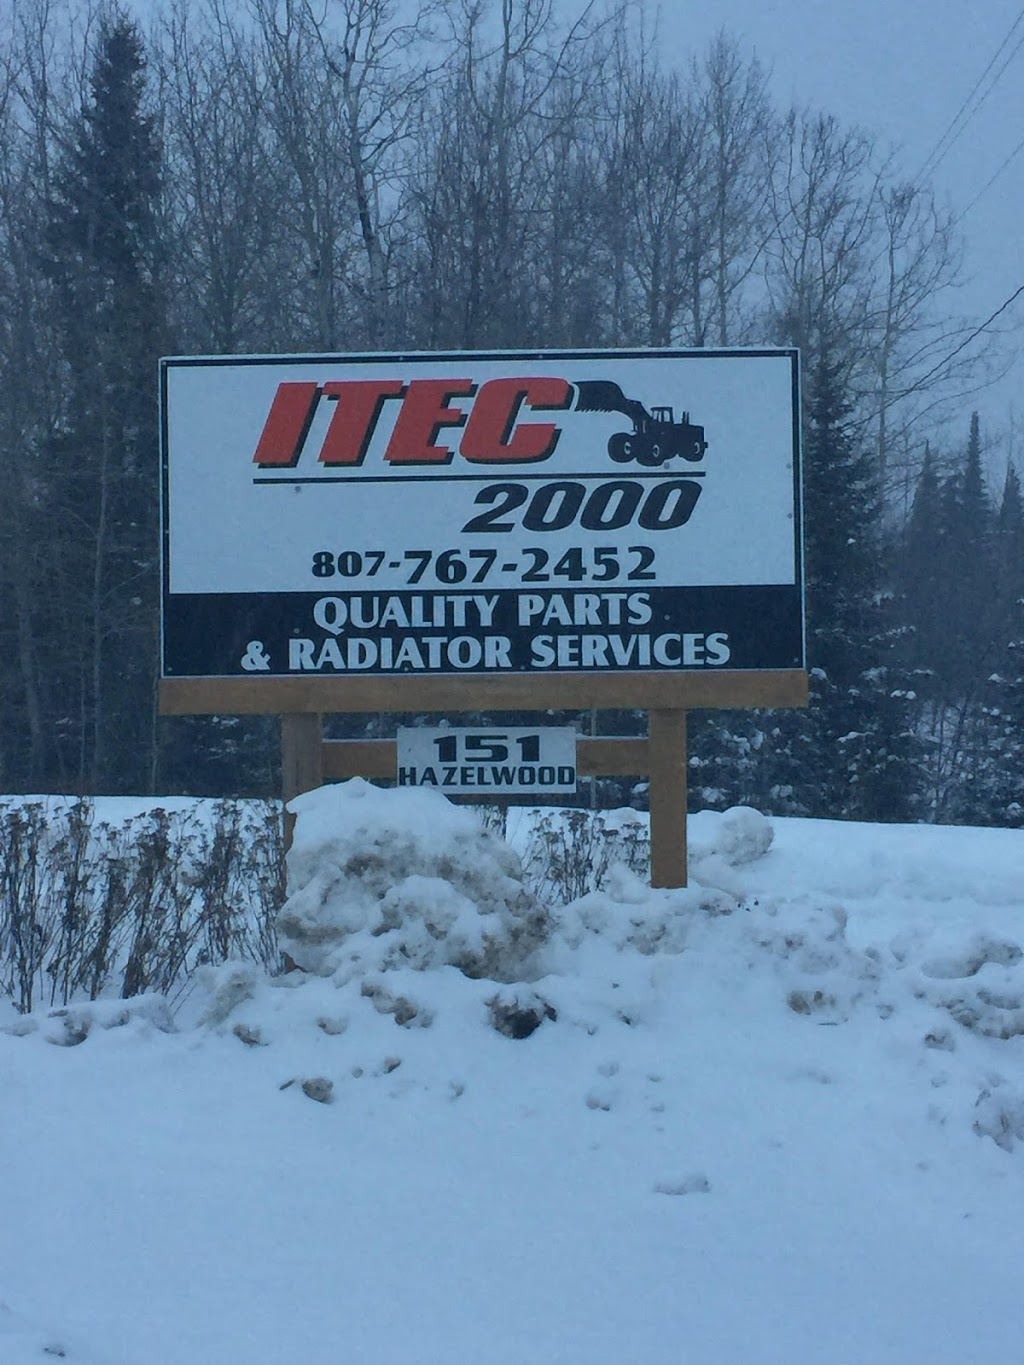 ITEC
2000
807-767-2452
QUALITY PARTS
& RADIATOR SERVICES
151
HAZELWOOD